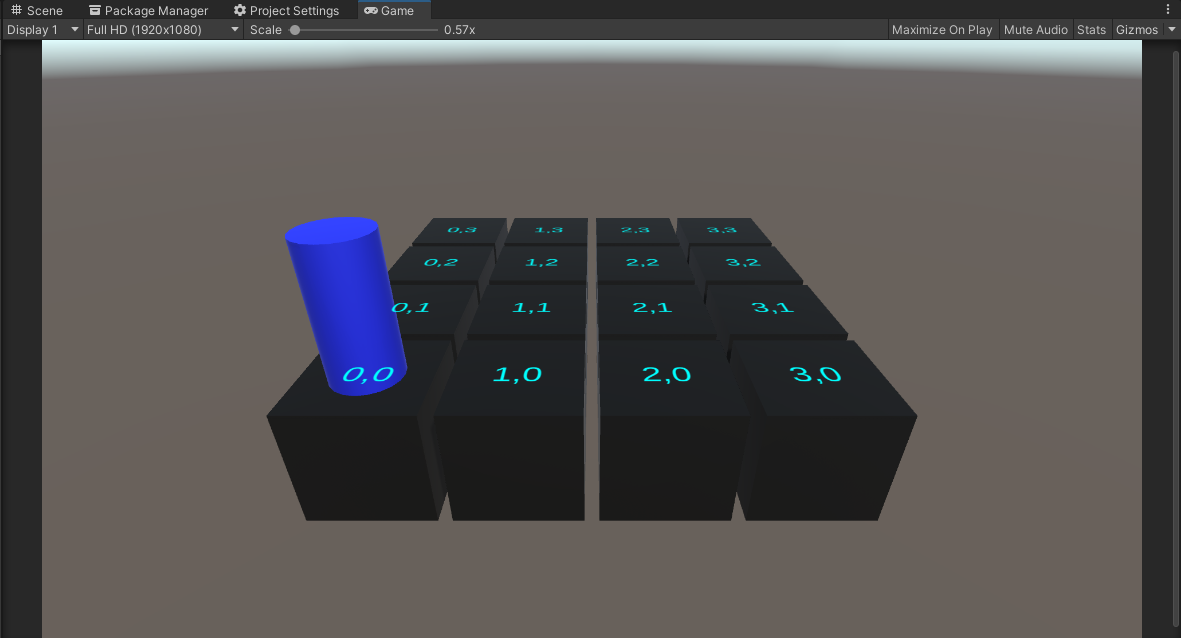 Scene Package Manager Project Settings Game
Display 1 Full HD (1920x1080) Scale 0.57x Maximize On Play Mute Audio Stats Gizmos
0,3 1,3 2,3 3,3
0,2 1,2 2,2 3,2
0,1 1,1 2,1 3,1
0,0 1,0 2,0 3,0